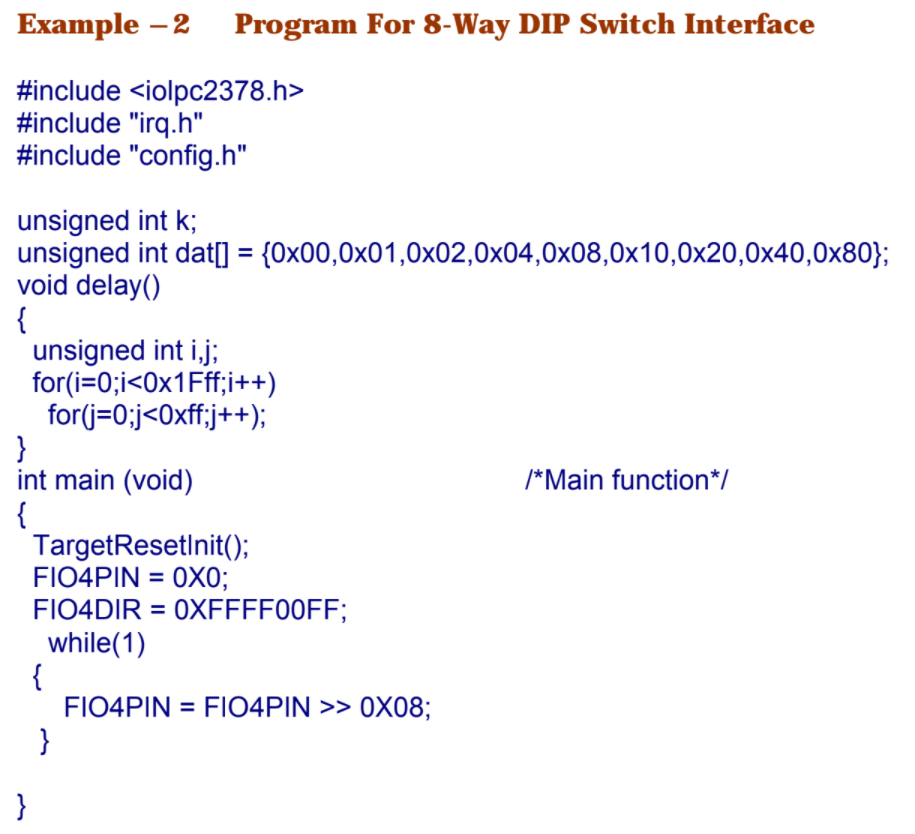 Example – 2 Program For 8-Way DIP Switch Interface
#include <iolpc2378.h>
#include "irq.h"
#include "config.h"
unsigned int k;
unsigned int dat[] = {0x00,0x01,0x02,0x04,0x08,0x10,0x20,0x40,0x80};
void delay()
{
unsigned int i,j;
for(i=0;i<0x1Fff;i++)
for(j=0;j<0xff;j++);
}
int main (void) /*Main function*/
{
TargetResetInit();
FIO4PIN = 0X0;
FIO4DIR = 0XFFFF00FF;
while(1)
{
FIO4PIN = FIO4PIN >> 0X08;
}
}